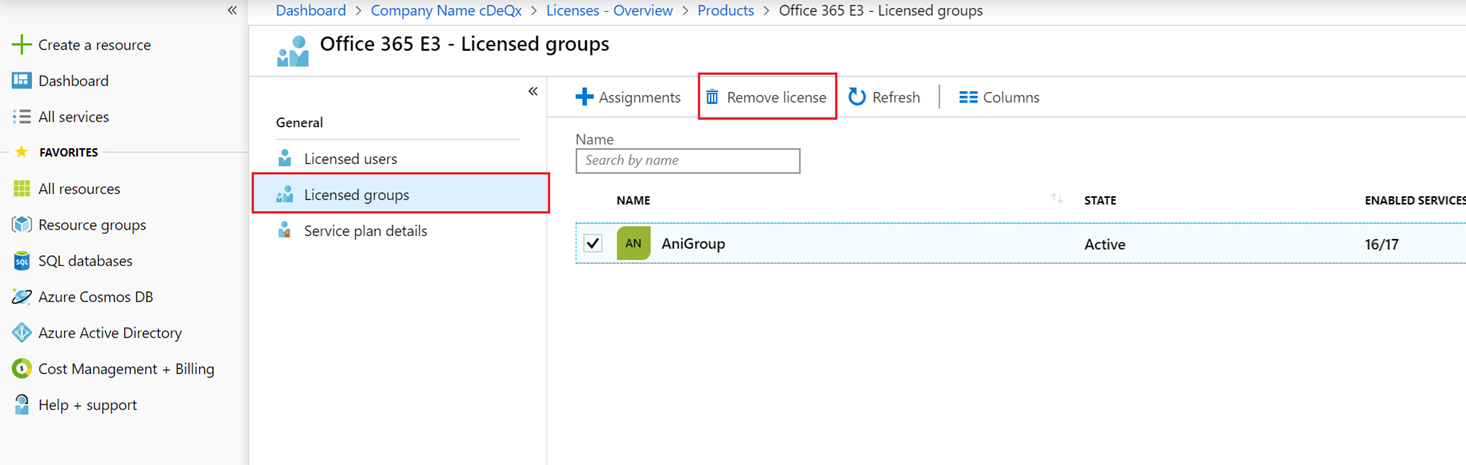 Dashboard > Company Name cDeQx > Licenses - Overview > Products > Office 365 E3 - Licensed groups
Office 365 E3 - Licensed groups
Create a resource
Dashboard
All services
FAVORITES
All resources
Resource groups
SQL databases
Azure Cosmos DB
Azure Active Directory
Cost Management + Billing
Help + support
General
Licensed users
Licensed groups
Service plan details
Assignments Remove license Refresh Columns
Name
Search by name
NAME STATE ENABLED SERVICES
AN AniGroup Active 16/17